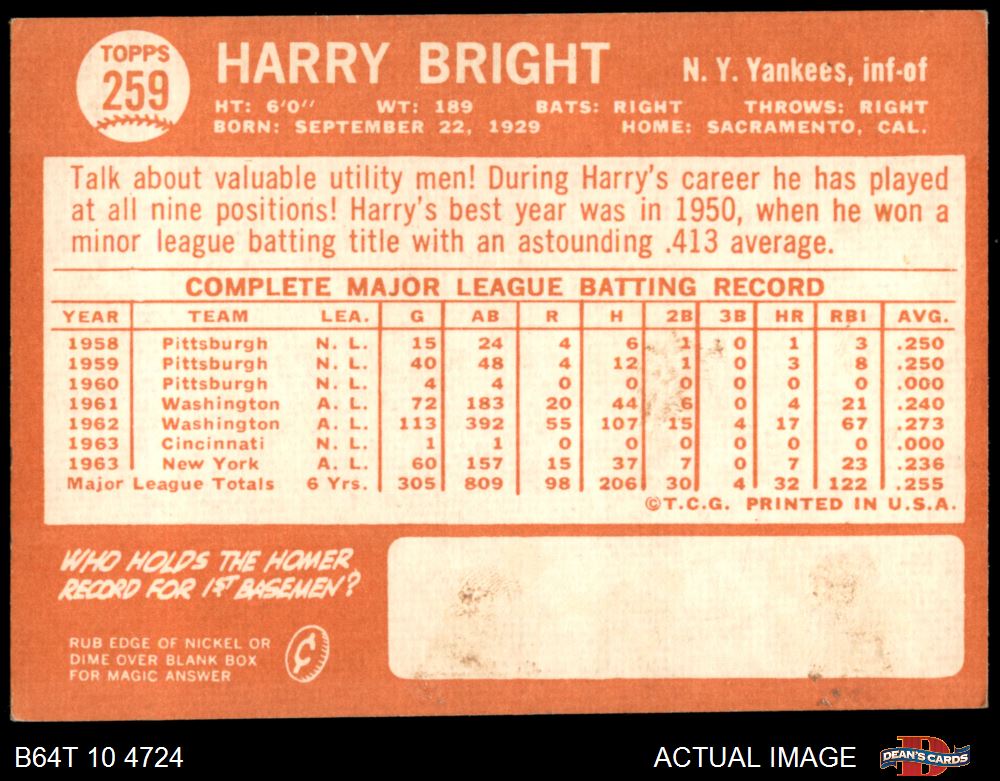 TOPPS
259
HARRY BRIGHT
N. Y. Yankees, inf-of
HT: 6'0" WT: 189 BATS: RIGHT THROWS: RIGHT
BORN: SEPTEMBER 22, 1929 HOME: SACRAMENTO, CAL.
Talk about valuable utility men! During Harry's career he has played
at all nine positions! Harry's best year was in 1950, when he won a
minor league batting title with an astounding .413 average.
COMPLETE MAJOR LEAGUE BATTING RECORD
YEAR TEAM LEA. G AB R H 2B 3B HR RBI AVG.
1958 Pittsburgh N. L. 15 24 4 6 1 0 1 3 .250
1959 Pittsburgh N. L. 40 48 4 12 1 0 3 8 .250
1960 Pittsburgh N. L. 4 4 0 0 0 0 0 0 .000
1961 Washington A. L. 72 183 20 44 6 0 4 21 .240
1962 Washington A. L. 113 392 55 107 15 4 17 67 .273
1963 Cincinnati N. L. 1 1 0 0 0 0 0 0 .000
1963 New York A. L. 60 157 15 37 7 0 7 23 .236
Major League Totals 6 Yrs. 305 809 98 206 30 4 32 122 .255
©T.C.G. PRINTED IN U.S.A.
WHO HOLDS THE HOMER
RECORD FOR 1ST BASEMEN?
RUB EDGE OF NICKEL OR
DIME OVER BLANK BOX
FOR MAGIC ANSWER
B64T 10 4724
ACTUAL IMAGE
DEAN'S CARDS